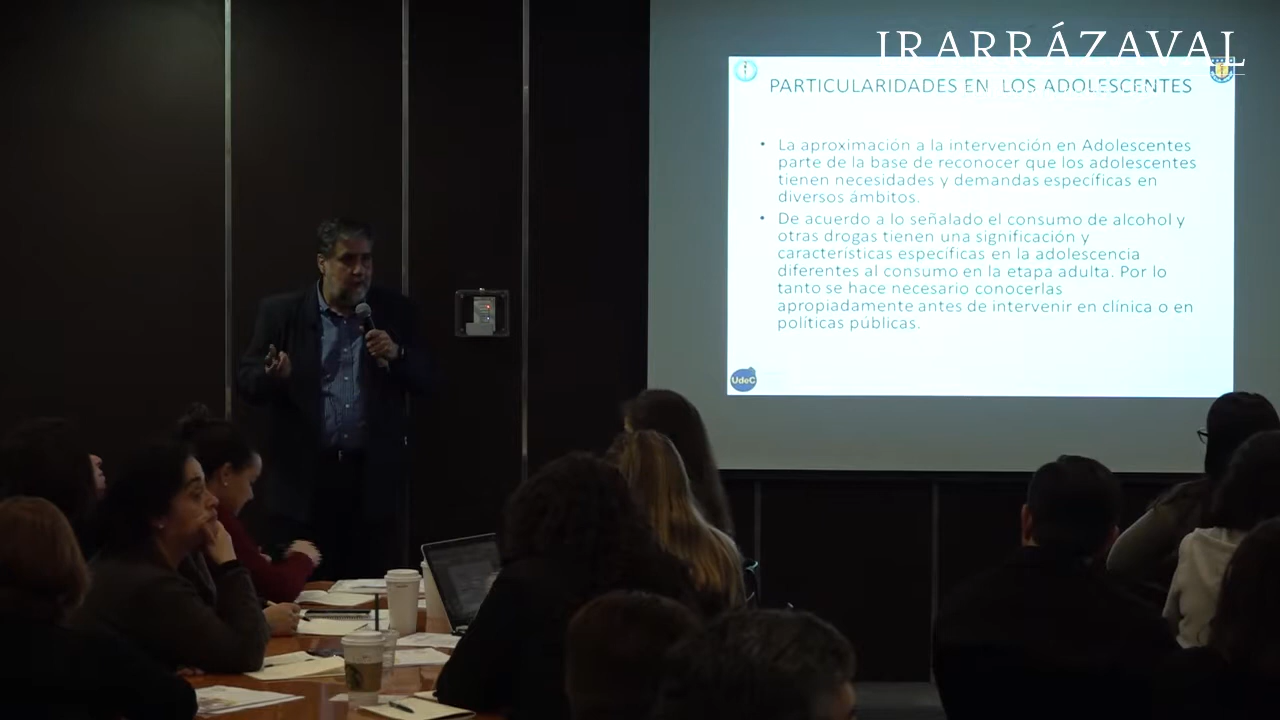 IRARRÁZAVAL
PARTICULARIDADES EN LOS ADOLESCENTES
• La aproximación a la intervención en Adolescentes
parte de la base de reconocer que los adolescentes
tienen necesidades y demandas específicas en
diversos ámbitos.
• De acuerdo a lo señalado el consumo de alcohol y
otras drogas tienen una significación y
características especificas en la adolescencia
diferentes al consumo en la etapa adulta. Por lo
tanto se hace necesario conocerlas
apropiadamente antes de intervenir en clínica o en
políticas públicas.
UdeC